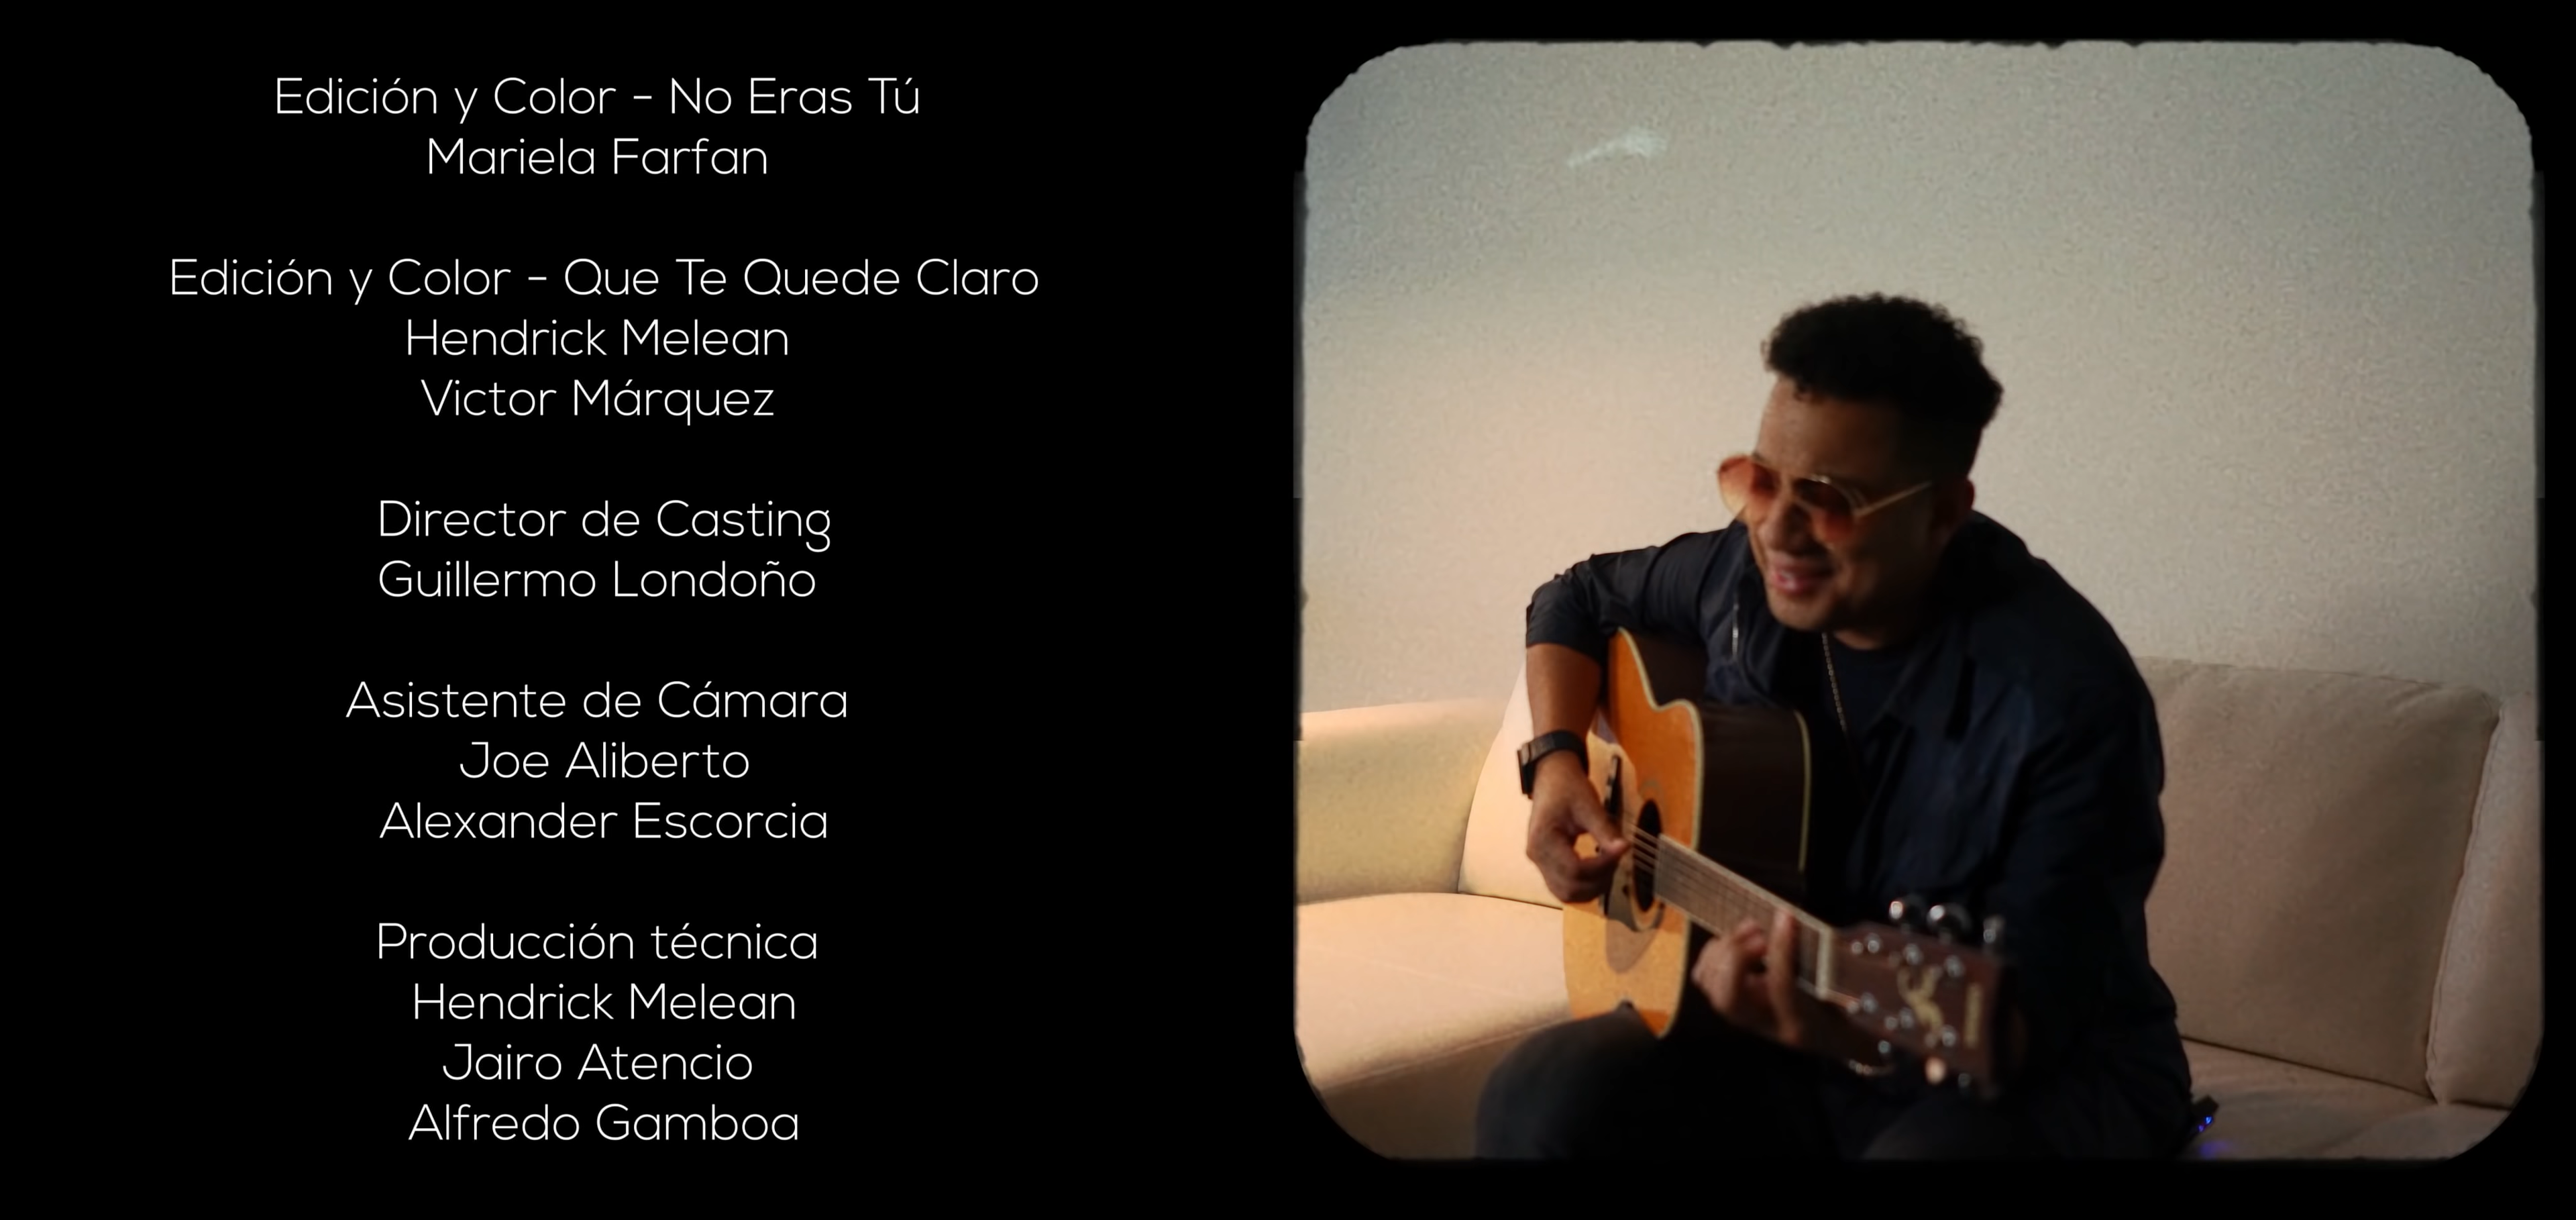 Edición y Color - No Eras Tú
Mariela Farfan
Edición y Color - Que Te Quede Claro
Hendrick Melean
Victor Márquez
Director de Casting
Guillermo Londoño
Asistente de Cámara
Joe Aliberto
Alexander Escorcia
Producción técnica
Hendrick Melean
Jairo Atencio
Alfredo Gamboa